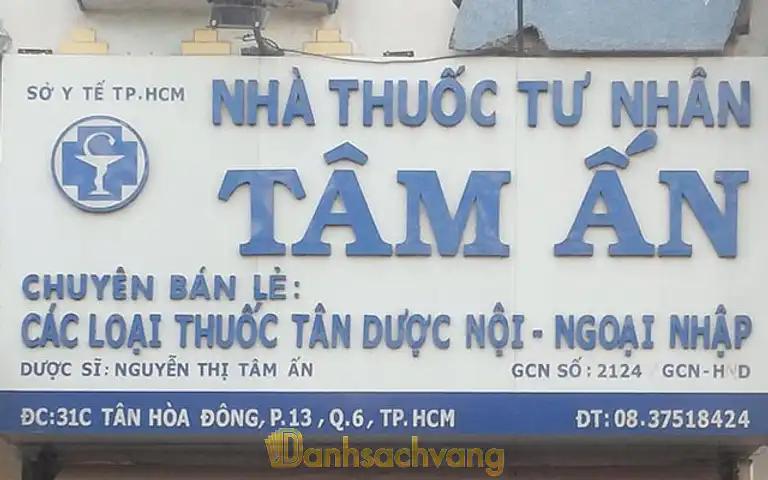 SỞ Y TẾ TP.HCM
NHÀ THUỐC TƯ NHÂN
TÂM ẤN
CHUYÊN BÁN LẺ:
CÁC LOẠI THUỐC TÂN DƯỢC NỘI - NGOẠI NHẬP
DƯỢC SĨ: NGUYỄN THỊ TÂM ẤN
GCN SỐ: 2124
ĐC:31C TÂN HÒA ĐÔNG, P.13, Q.6, TP.HCM
ĐT: 08.37518424
Danhsachvang